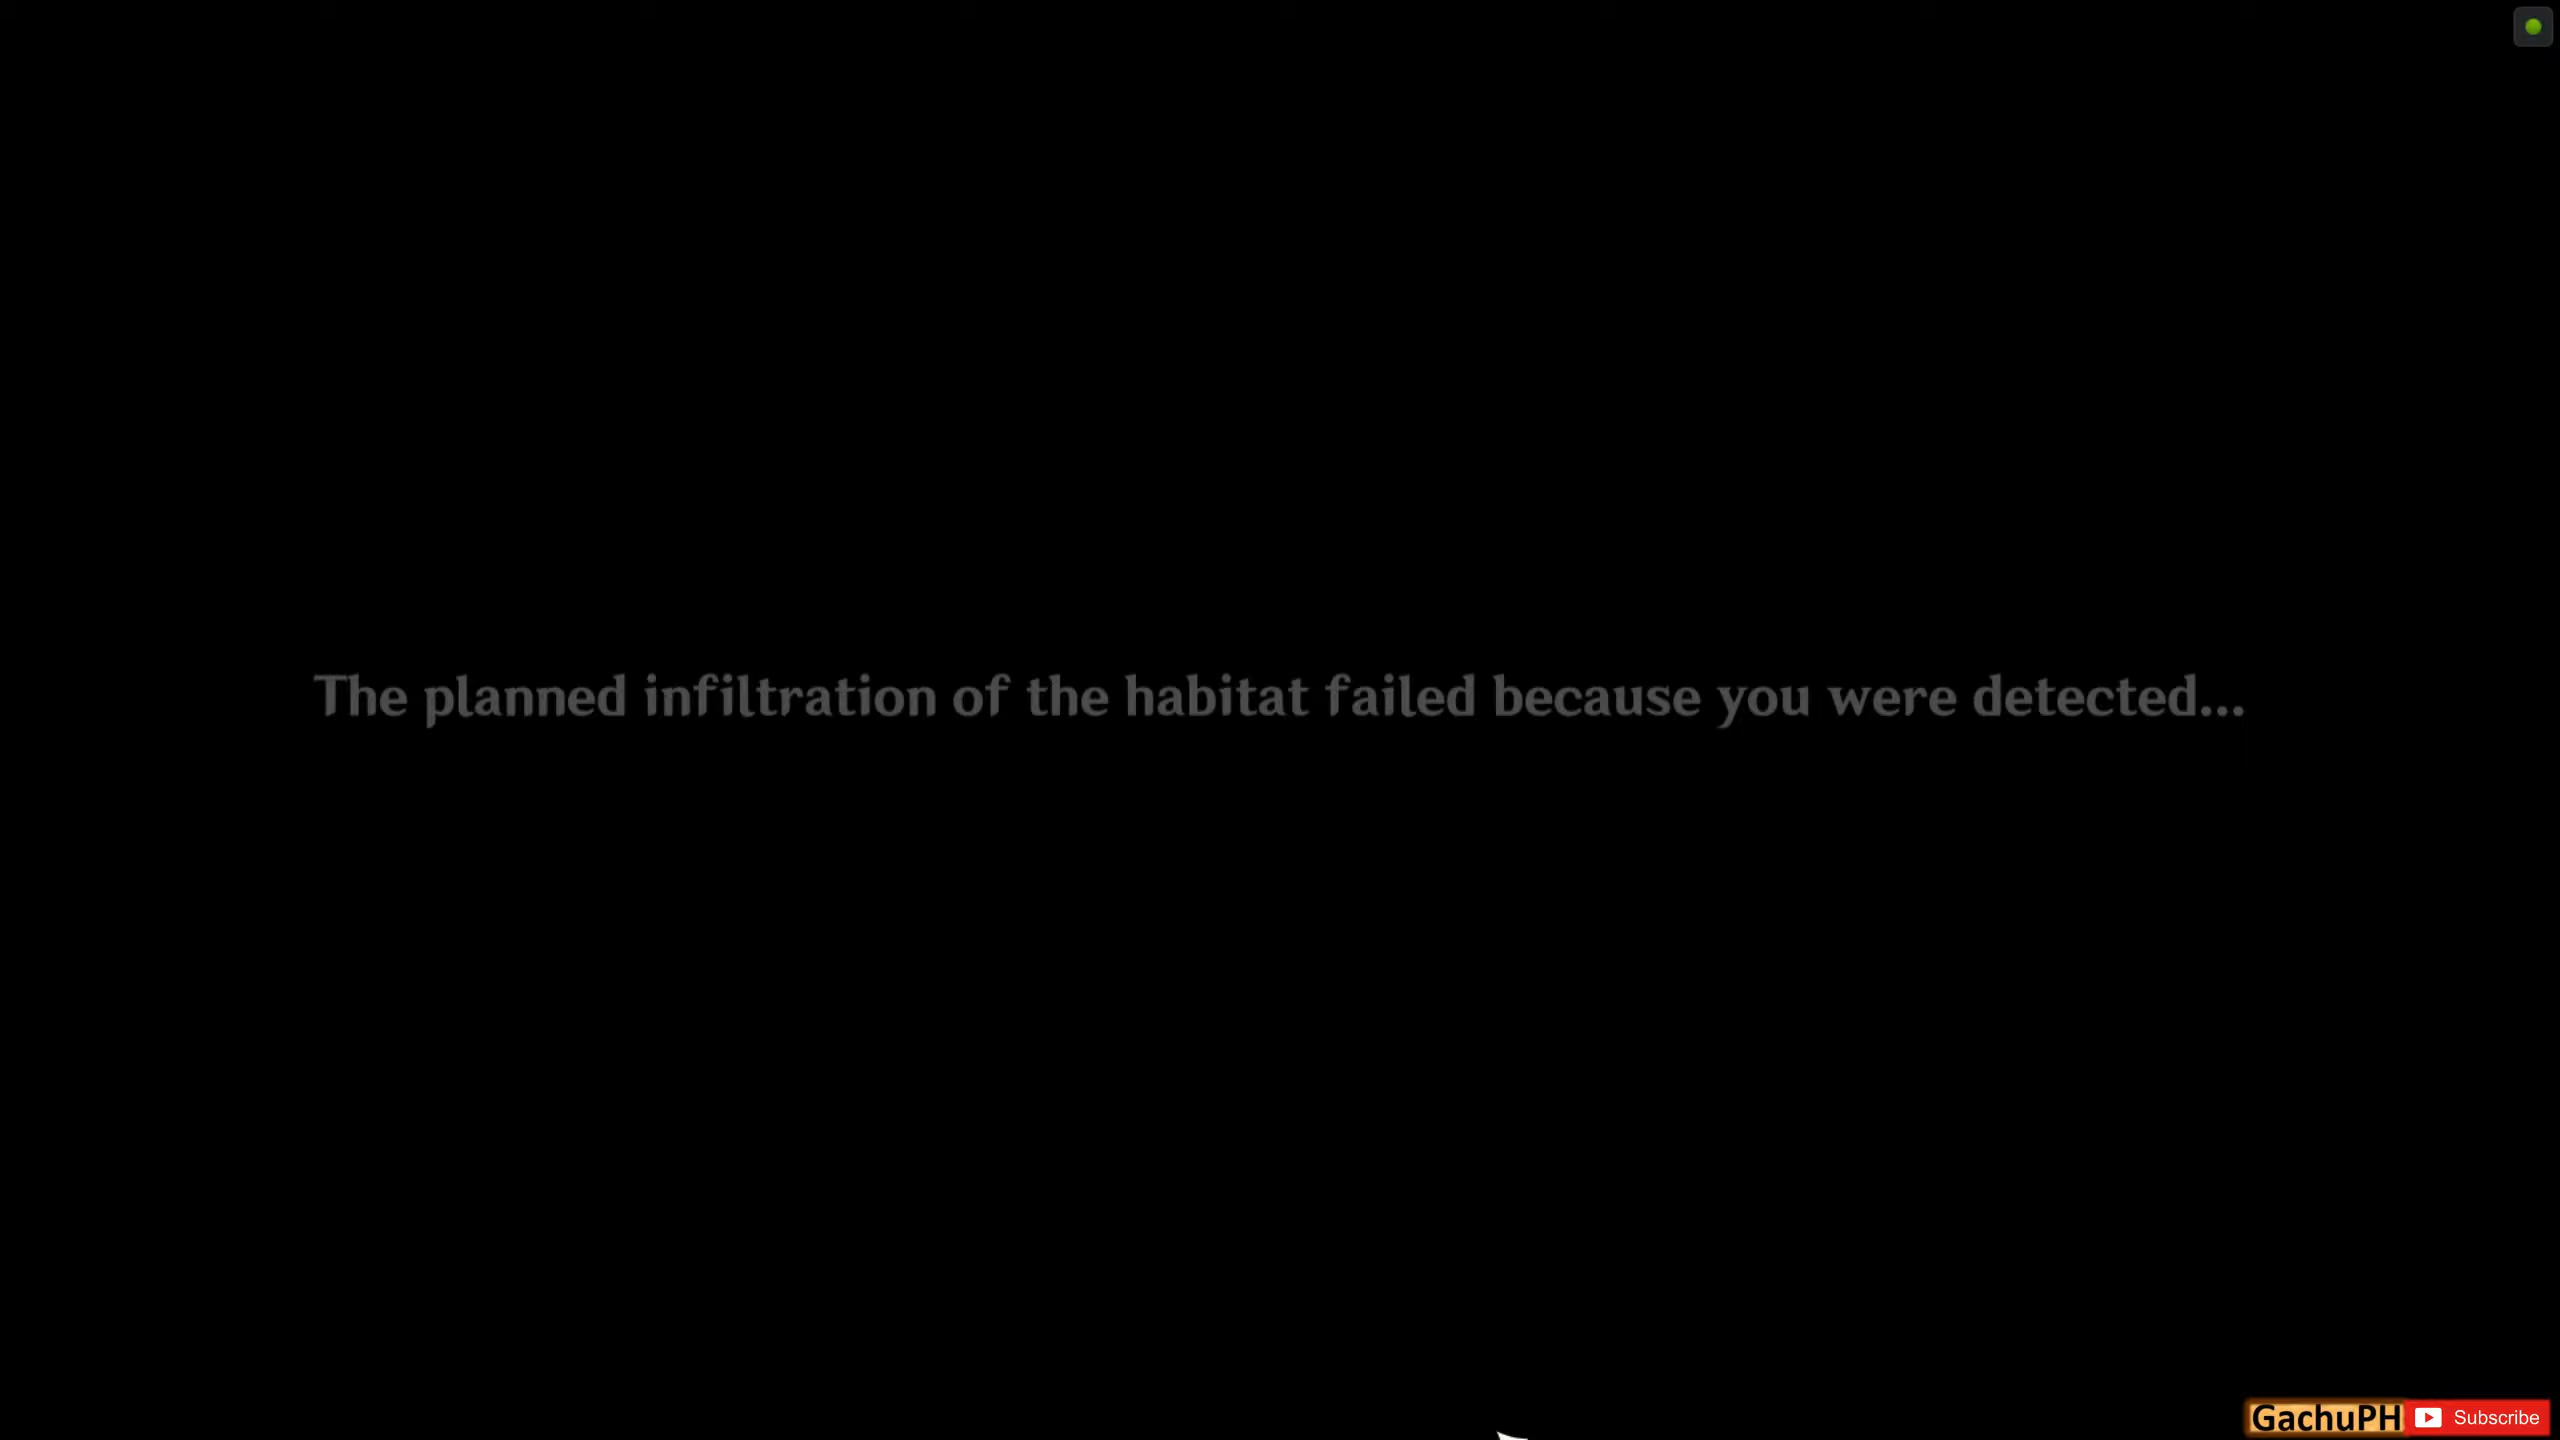 The planned infiltration of the habitat failed because you were detected...
GachuPH Subscribe